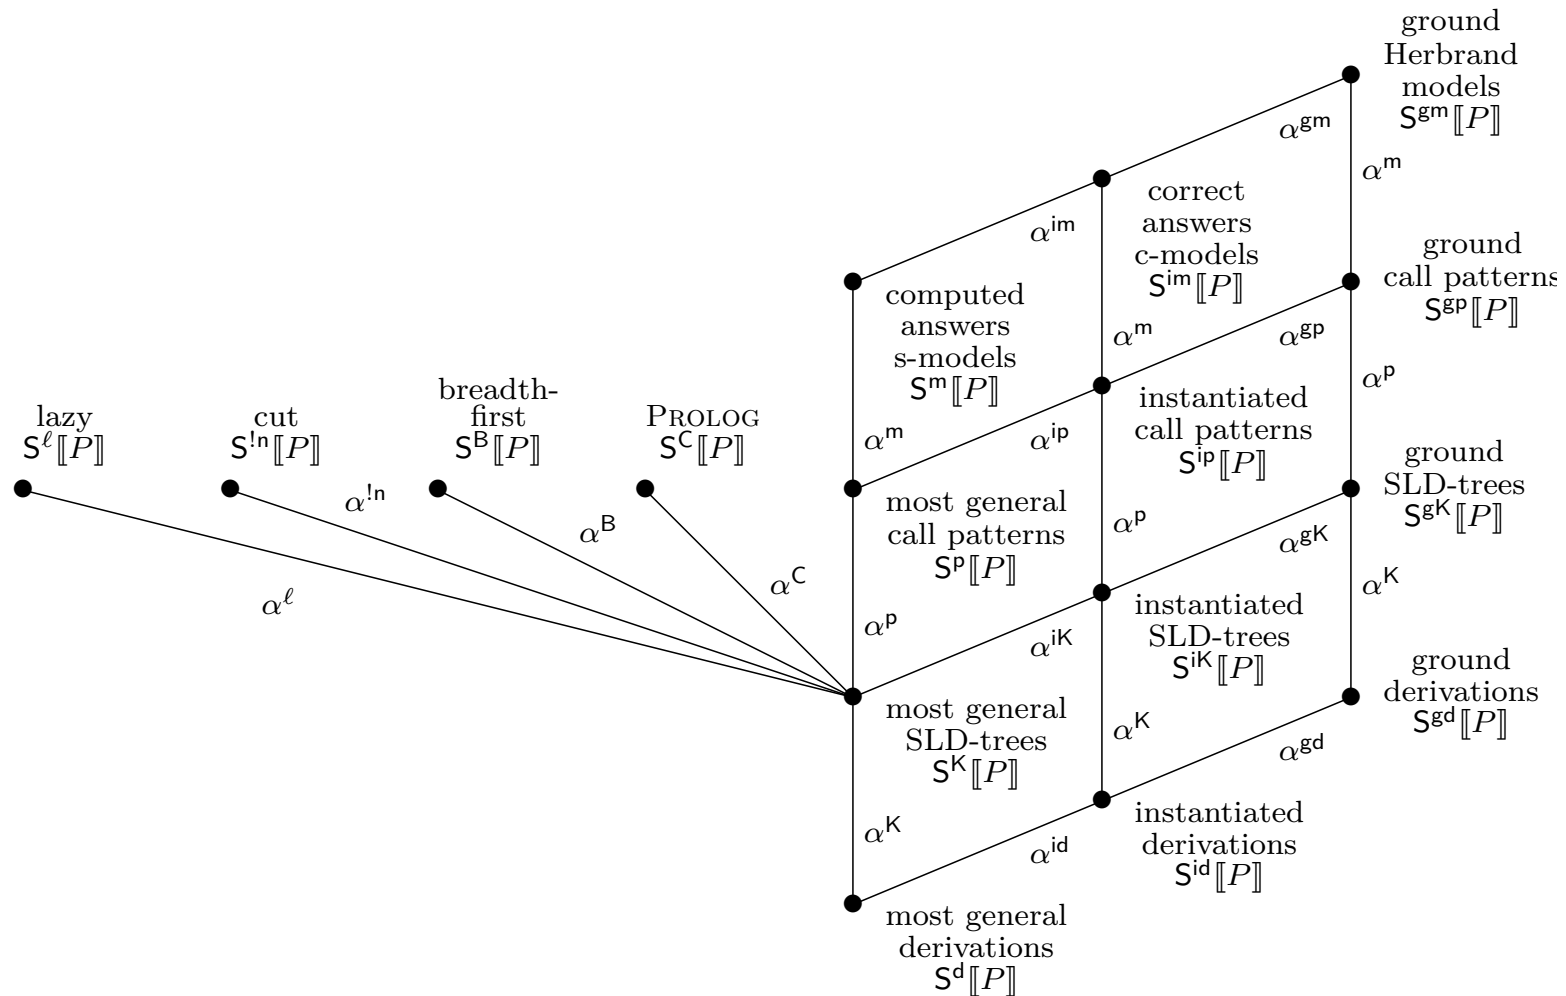 ground
Herbrand
models
S^gm⟦P⟧
α^gm
α^m
correct
answers
c-models
S^im⟦P⟧
α^im
ground
call patterns
S^gp⟦P⟧
computed
answers
s-models
S^m⟦P⟧
α^m
α^gp
α^p
lazy
S^ℓ⟦P⟧
cut
S^!n⟦P⟧
breadth-
first
S^B⟦P⟧
PROLOG
S^C⟦P⟧
α^m
α^ip
instantiated
call patterns
S^ip⟦P⟧
ground
SLD-trees
S^gK⟦P⟧
α^!n
α^B
α^C
α^ℓ
most general
call patterns
S^p⟦P⟧
α^p
α^gK
α^K
α^p
α^iK
instantiated
SLD-trees
S^iK⟦P⟧
ground
derivations
S^gd⟦P⟧
most general
SLD-trees
S^K⟦P⟧
α^K
α^gd
α^K
α^id
instantiated
derivations
S^id⟦P⟧
most general
derivations
S^d⟦P⟧